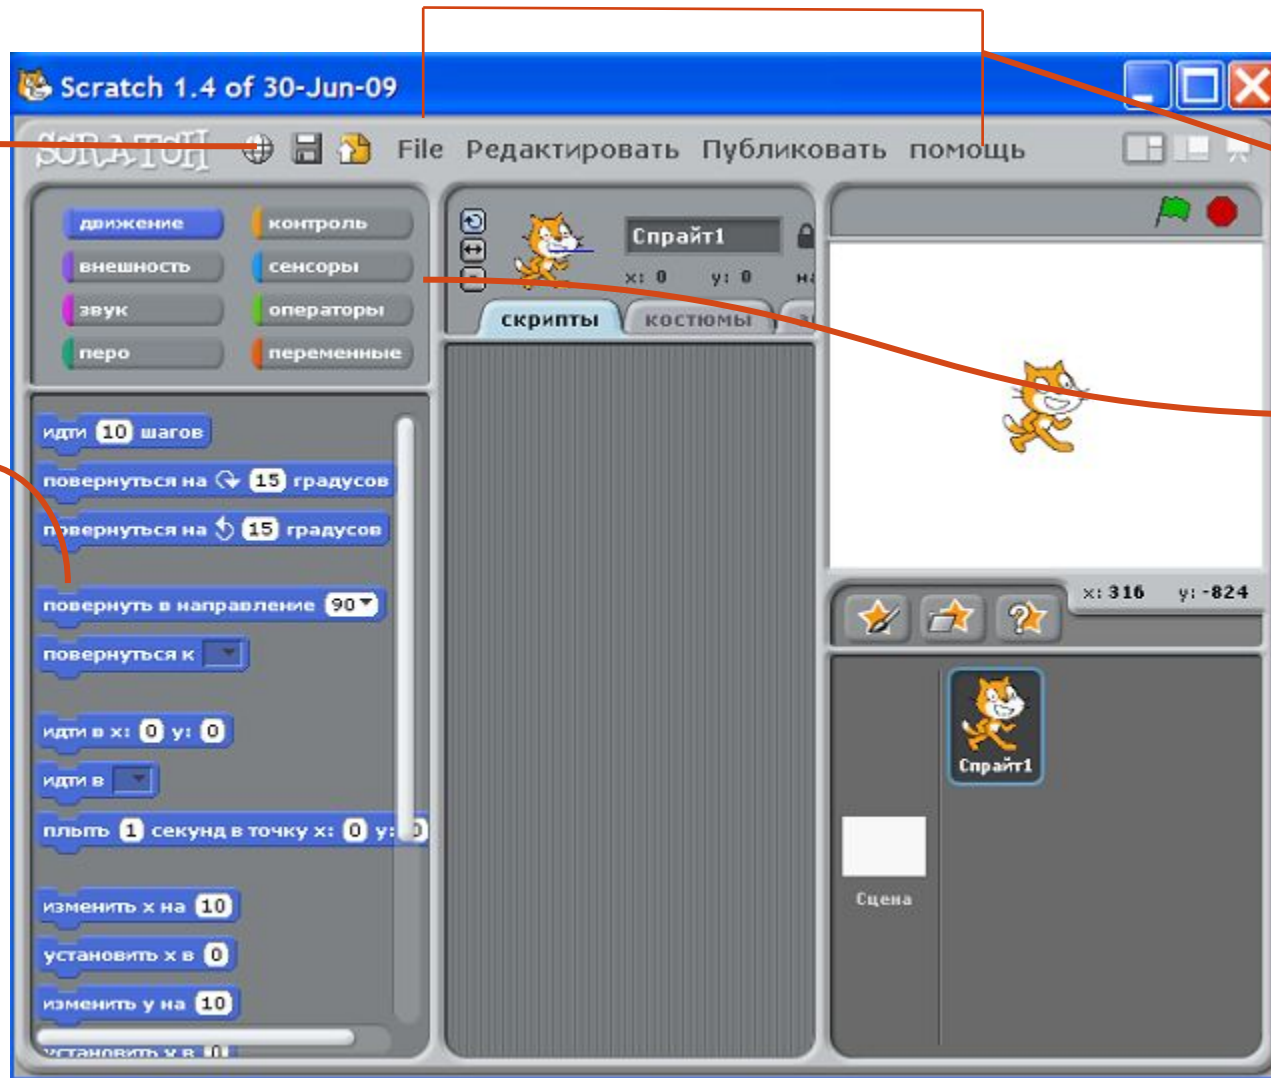 Scratch 1.4 of 30-Jun-09
SCRATCH File Редактировать Публиковать помощь
движение контроль
внешность сенсоры
звук операторы
перо переменные
идти 10 шагов
повернуться на 15 градусов
повернуться на 15 градусов
повернуть в направление 90
повернуться к
идти в x: 0 y: 0
идти в
плыть 1 секунд в точку x: 0 y: 0
изменить x на 10
установить x в 0
изменить y на 10
установить y в 0
Спрайт1
x: 0 y: 0
скрипты костюмы
x: 316 y: -824
Спрайт1
Сцена